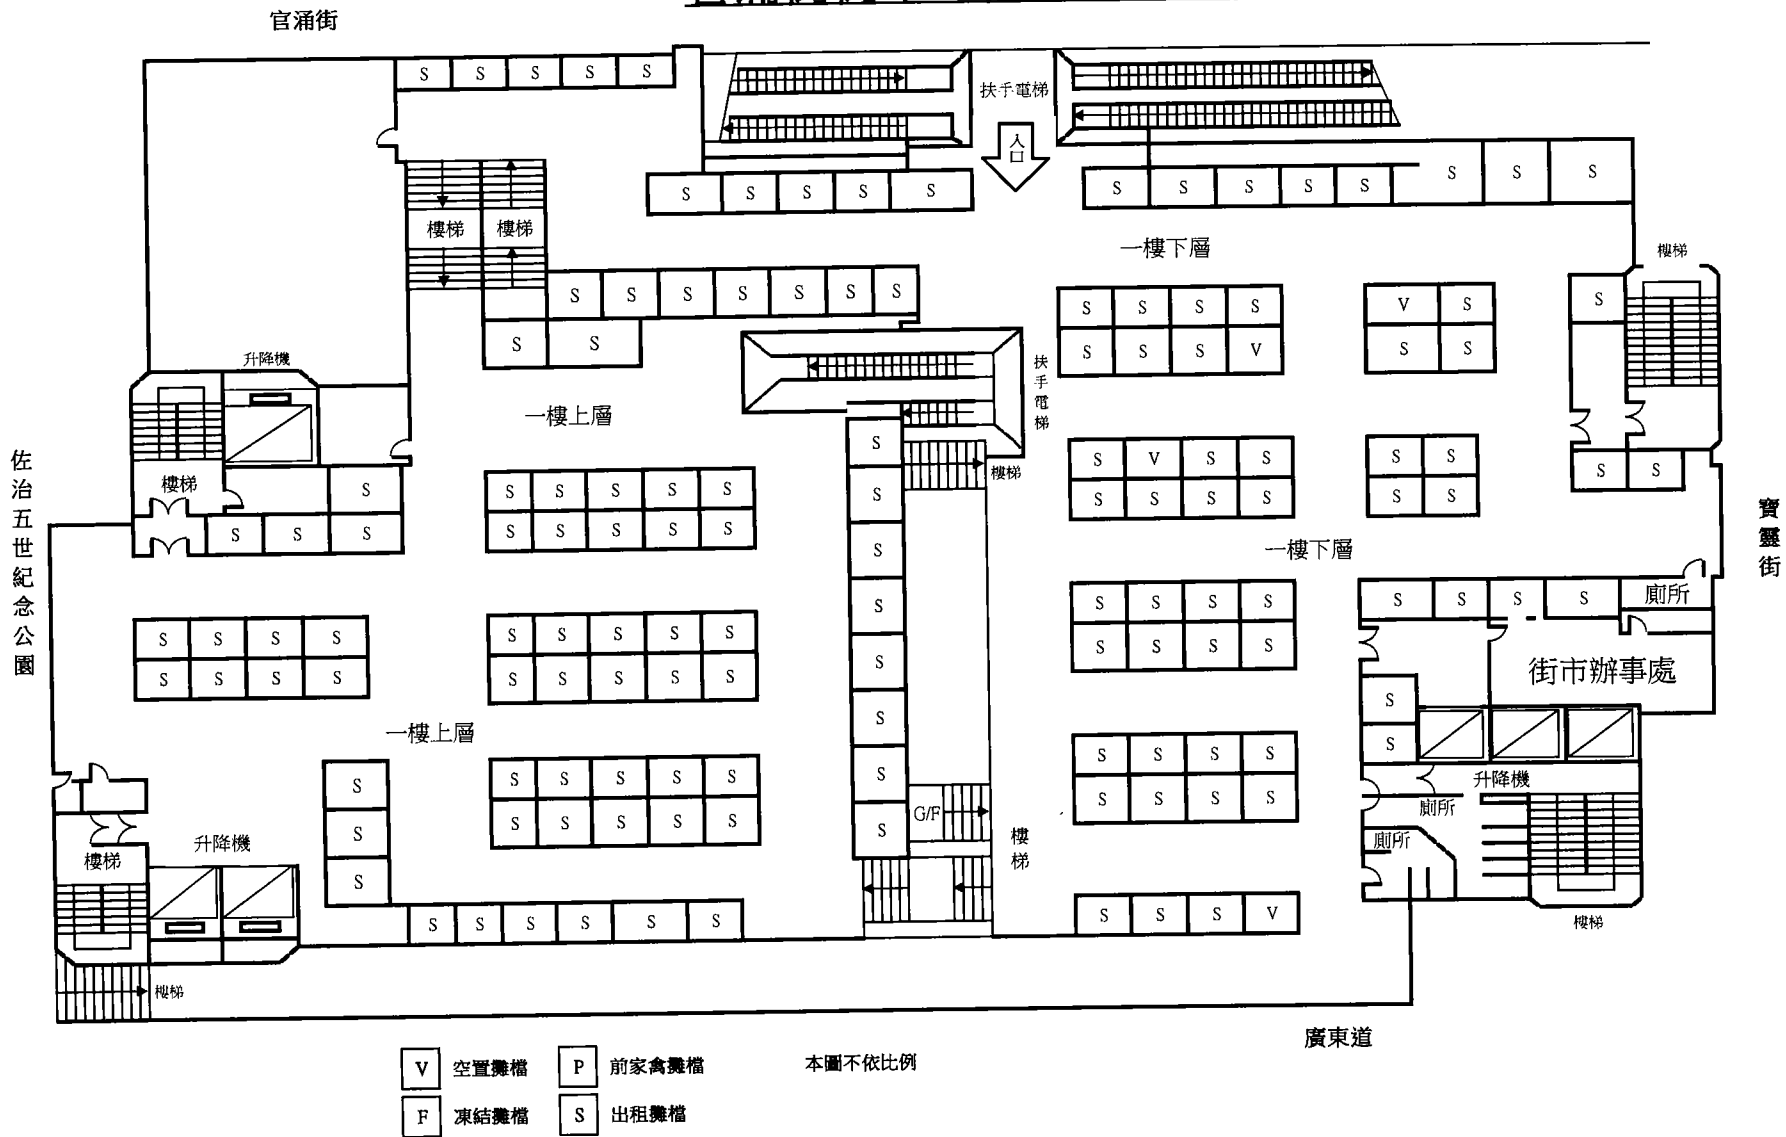 官涌街
S S S S S
扶手電梯
入口
S S S S S
S S S S S S S S
樓梯 樓梯
一樓下層
樓梯
S S S S S S S
S S
S S S S
S S S V
V S
S S
S
升降機
扶手電梯
一樓上層
佐治五世紀念公園
樓梯
S
S S S
S S S S S
S S S S S
S
S
S
S
S
S
S
S
樓梯
S V S S
S S S S
S S
S S
S S
寶靈街
一樓下層
S S S S
S S S S
S S S S S
S S S S S
S S S S
S S S S
S S S S
廁所
街市辦事處
S
S
一樓上層
S
S
S
S S S S S
S S S S S
S S S S
S S S S
升降機
G/F
樓梯
廁所
廁所
升降機
樓梯
S S S S S S
S S S V
樓梯
樓梯
廣東道
V 空置攤檔
P 前家禽攤檔
本圖不依比例
F 凍結攤檔
S 出租攤檔